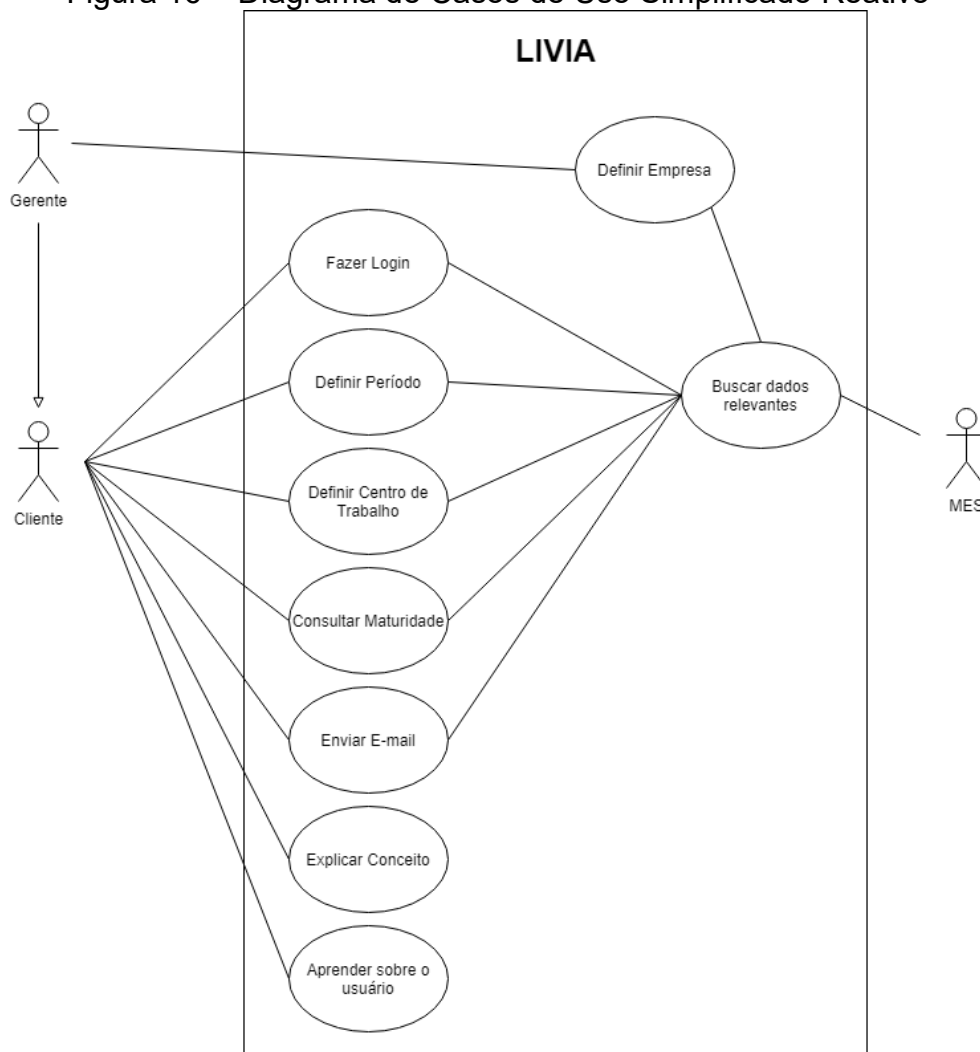 LIVIA
Definir Empresa
Gerente
Fazer Login
Definir Período
Buscar dados
relevantes
Definir Centro de
Trabalho
MES
Cliente
Consultar Maturidade
Enviar E-mail
Explicar Conceito
Aprender sobre o
usuário